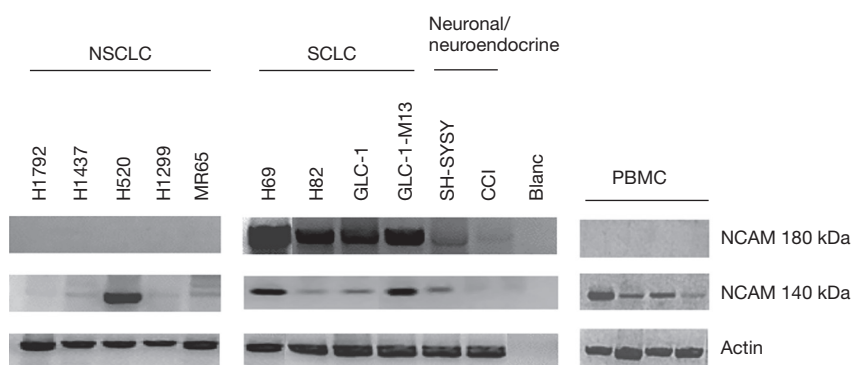 Neuronal/
neuroendocrine
NSCLC
SCLC
H1792
H1437
H520
H1299
MR65
H69
H82
GLC-1
GLC-1-M13
SH-SYSY
CCI
Blanc
PBMC
NCAM 180 kDa
NCAM 140 kDa
Actin